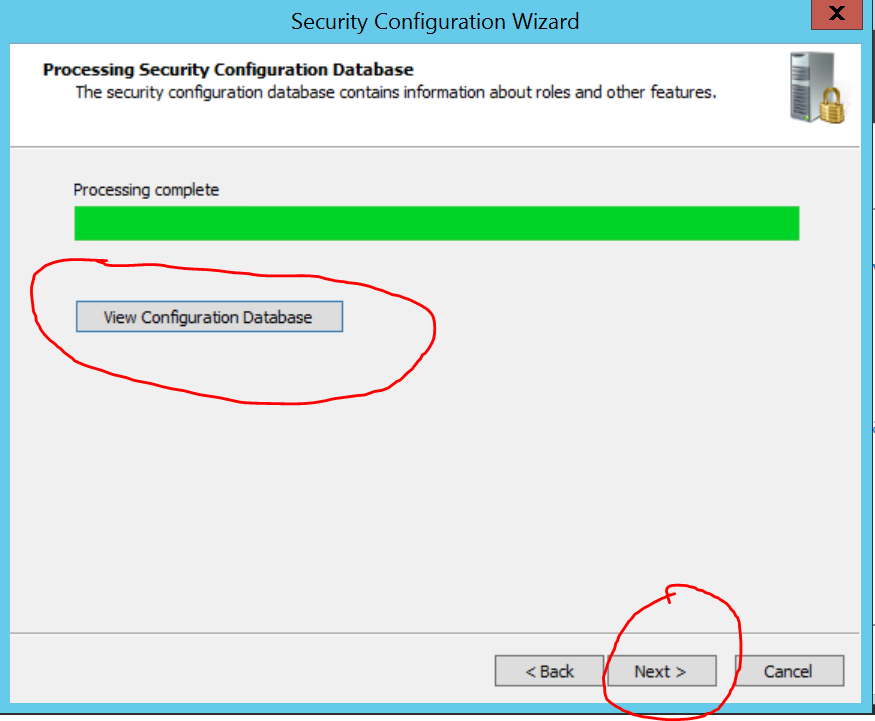 Security Configuration Wizard
X
Processing Security Configuration Database
The security configuration database contains information about roles and other features.
Processing complete
View Configuration Database
< Back
Next >
Cancel